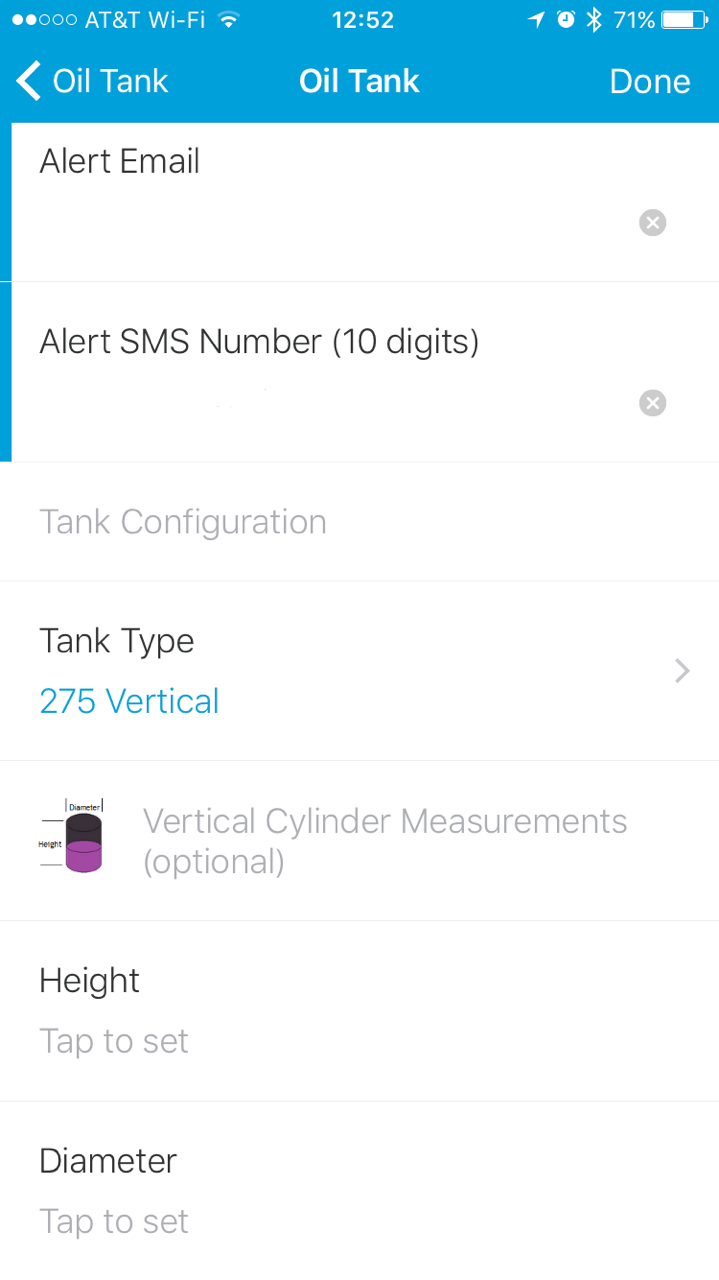 AT&T Wi-Fi 12:52 71%
Oil Tank Oil Tank Done
Alert Email
Alert SMS Number (10 digits)
Tank Configuration
Tank Type
275 Vertical
Diameter
Height
Vertical Cylinder Measurements
(optional)
Height
Tap to set
Diameter
Tap to set